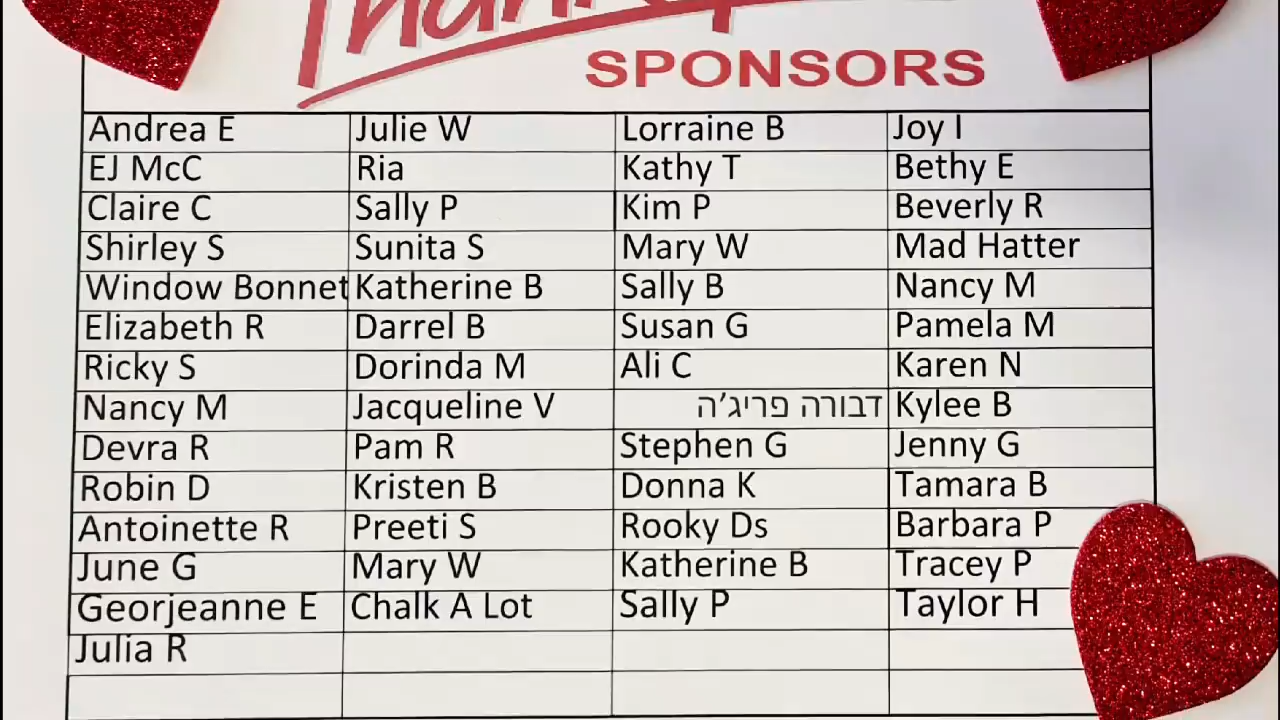 SPONSORS
Andrea E Julie W Lorraine B Joy I
EJ McC Ria Kathy T Bethy E
Claire C Sally P Kim P Beverly R
Shirley S Sunita S Mary W Mad Hatter
Window Bonnet Katherine B Sally B Nancy M
Elizabeth R Darrel B Susan G Pamela M
Ricky S Dorinda M Ali C Karen N
Nancy M Jacqueline V דבורה פריג'ה Kylee B
Devra R Pam R Stephen G Jenny G
Robin D Kristen B Donna K Tamara B
Antoinette R Preeti S Rooky Ds Barbara P
June G Mary W Katherine B Tracey P
Georjeanne E Chalk A Lot Sally P Taylor H
Julia R